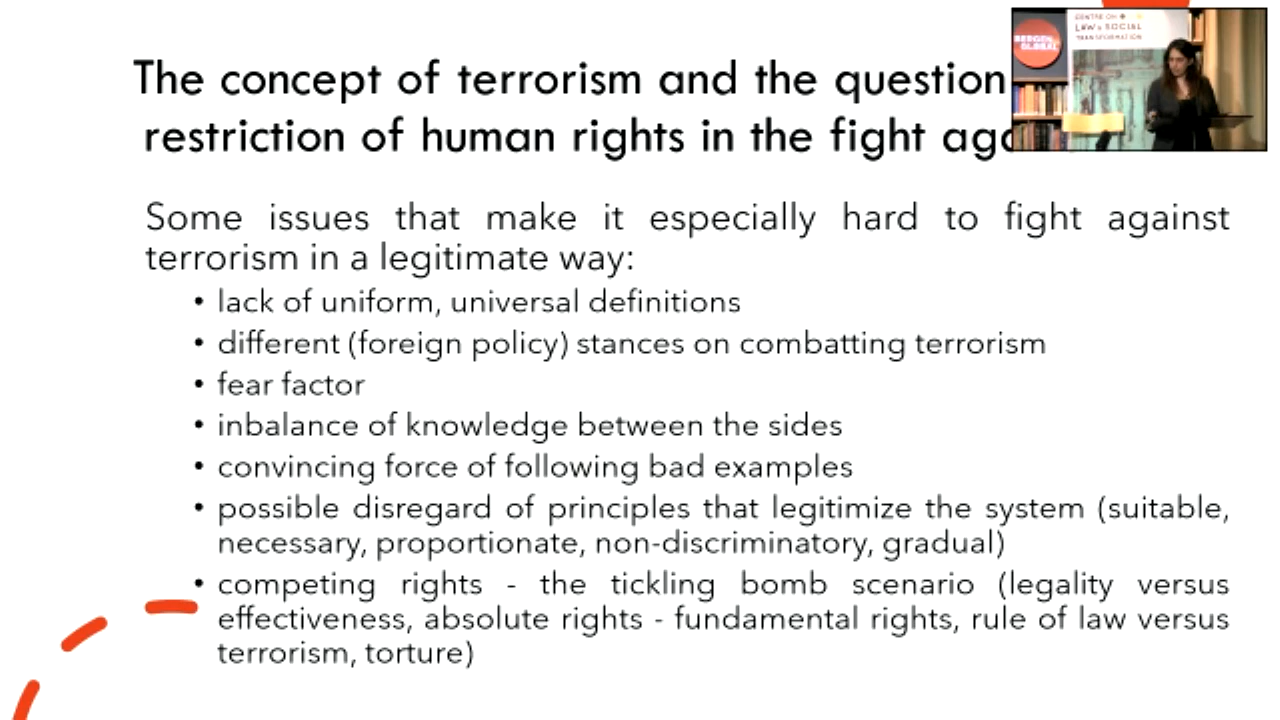 The concept of terrorism and the question
restriction of human rights in the fight
Some issues that make it especially hard to fight against
terrorism in a legitimate way:
• lack of uniform, universal definitions
• different (foreign policy) stances on combatting terrorism
• fear factor
• inbalance of knowledge between the sides
• convincing force of following bad examples
• possible disregard of principles that legitimize the system (suitable,
necessary, proportionate, non-discriminatory, gradual)
• competing rights - the tickling bomb scenario (legality versus
effectiveness, absolute rights - fundamental rights, rule of law versus
terrorism, torture)
BERGEN
GLOBAL
CENTRE ON
LAW & SOCIAL
TRANSFORMATION